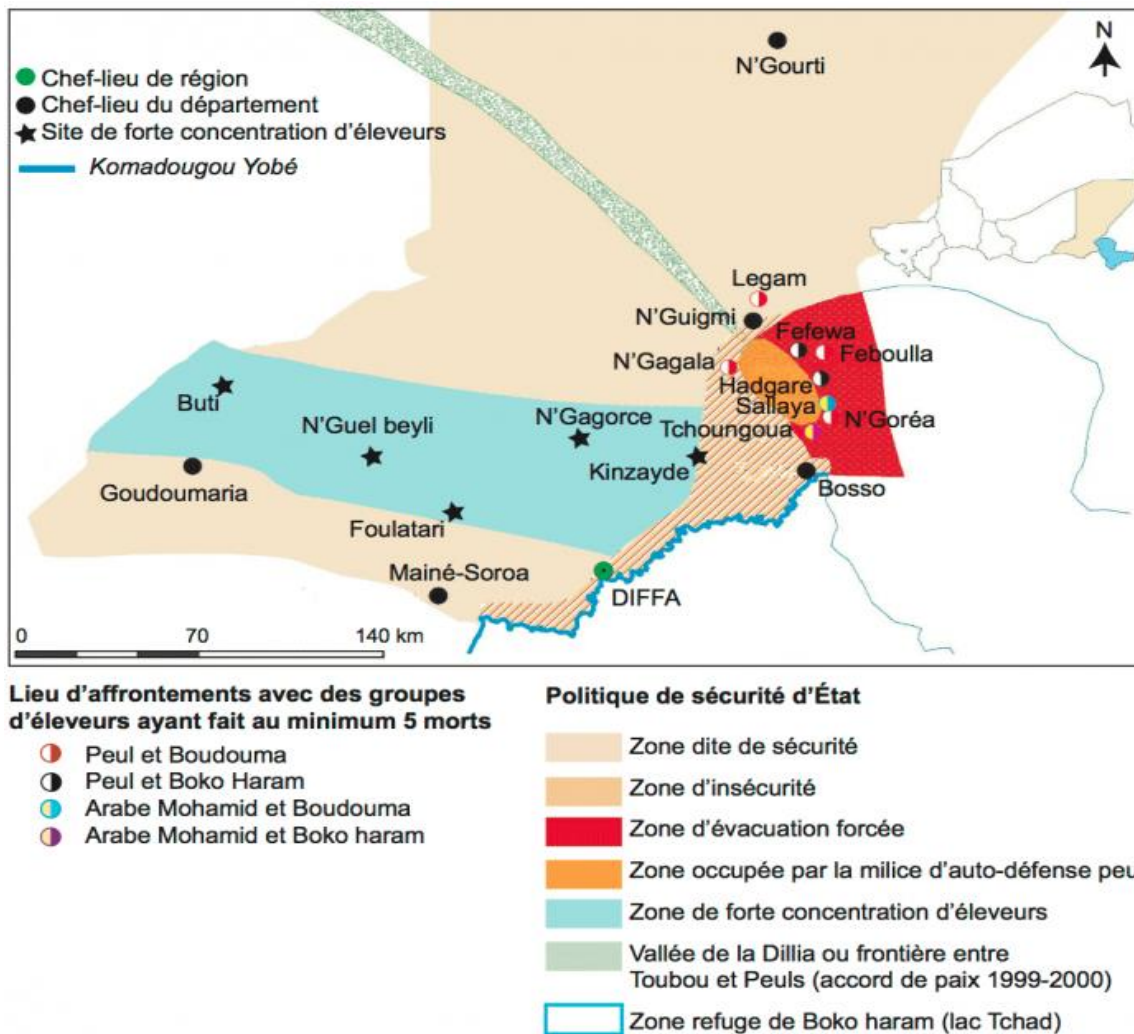 N
N'Gourti
Chef-lieu de région
Chef-lieu du département
Site de forte concentration d'éleveurs
Komadougou Yobé
Legam
N'Guigmi
Fefewa
Feboulla
N'Gagala
Hadgare
Sallaya
N'Goréa
Tchoungoua
Buti
N'Guel beyli
N'Gagorce
Kinzayde
Goudoumaria
Bosso
Foulatari
Mainé-Soroa
DIFFA
0 70 140 km
Lieu d'affrontements avec des groupes
d'éleveurs ayant fait au minimum 5 morts
Peul et Boudouma
Peul et Boko Haram
Arabe Mohamid et Boudouma
Arabe Mohamid et Boko haram
Politique de sécurité d'État
Zone dite de sécurité
Zone d'insécurité
Zone d'évacuation forcée
Zone occupée par la milice d'auto-défense peu
Zone de forte concentration d'éleveurs
Vallée de la Dillia ou frontière entre
Toubou et Peuls (accord de paix 1999-2000)
Zone refuge de Boko haram (lac Tchad)